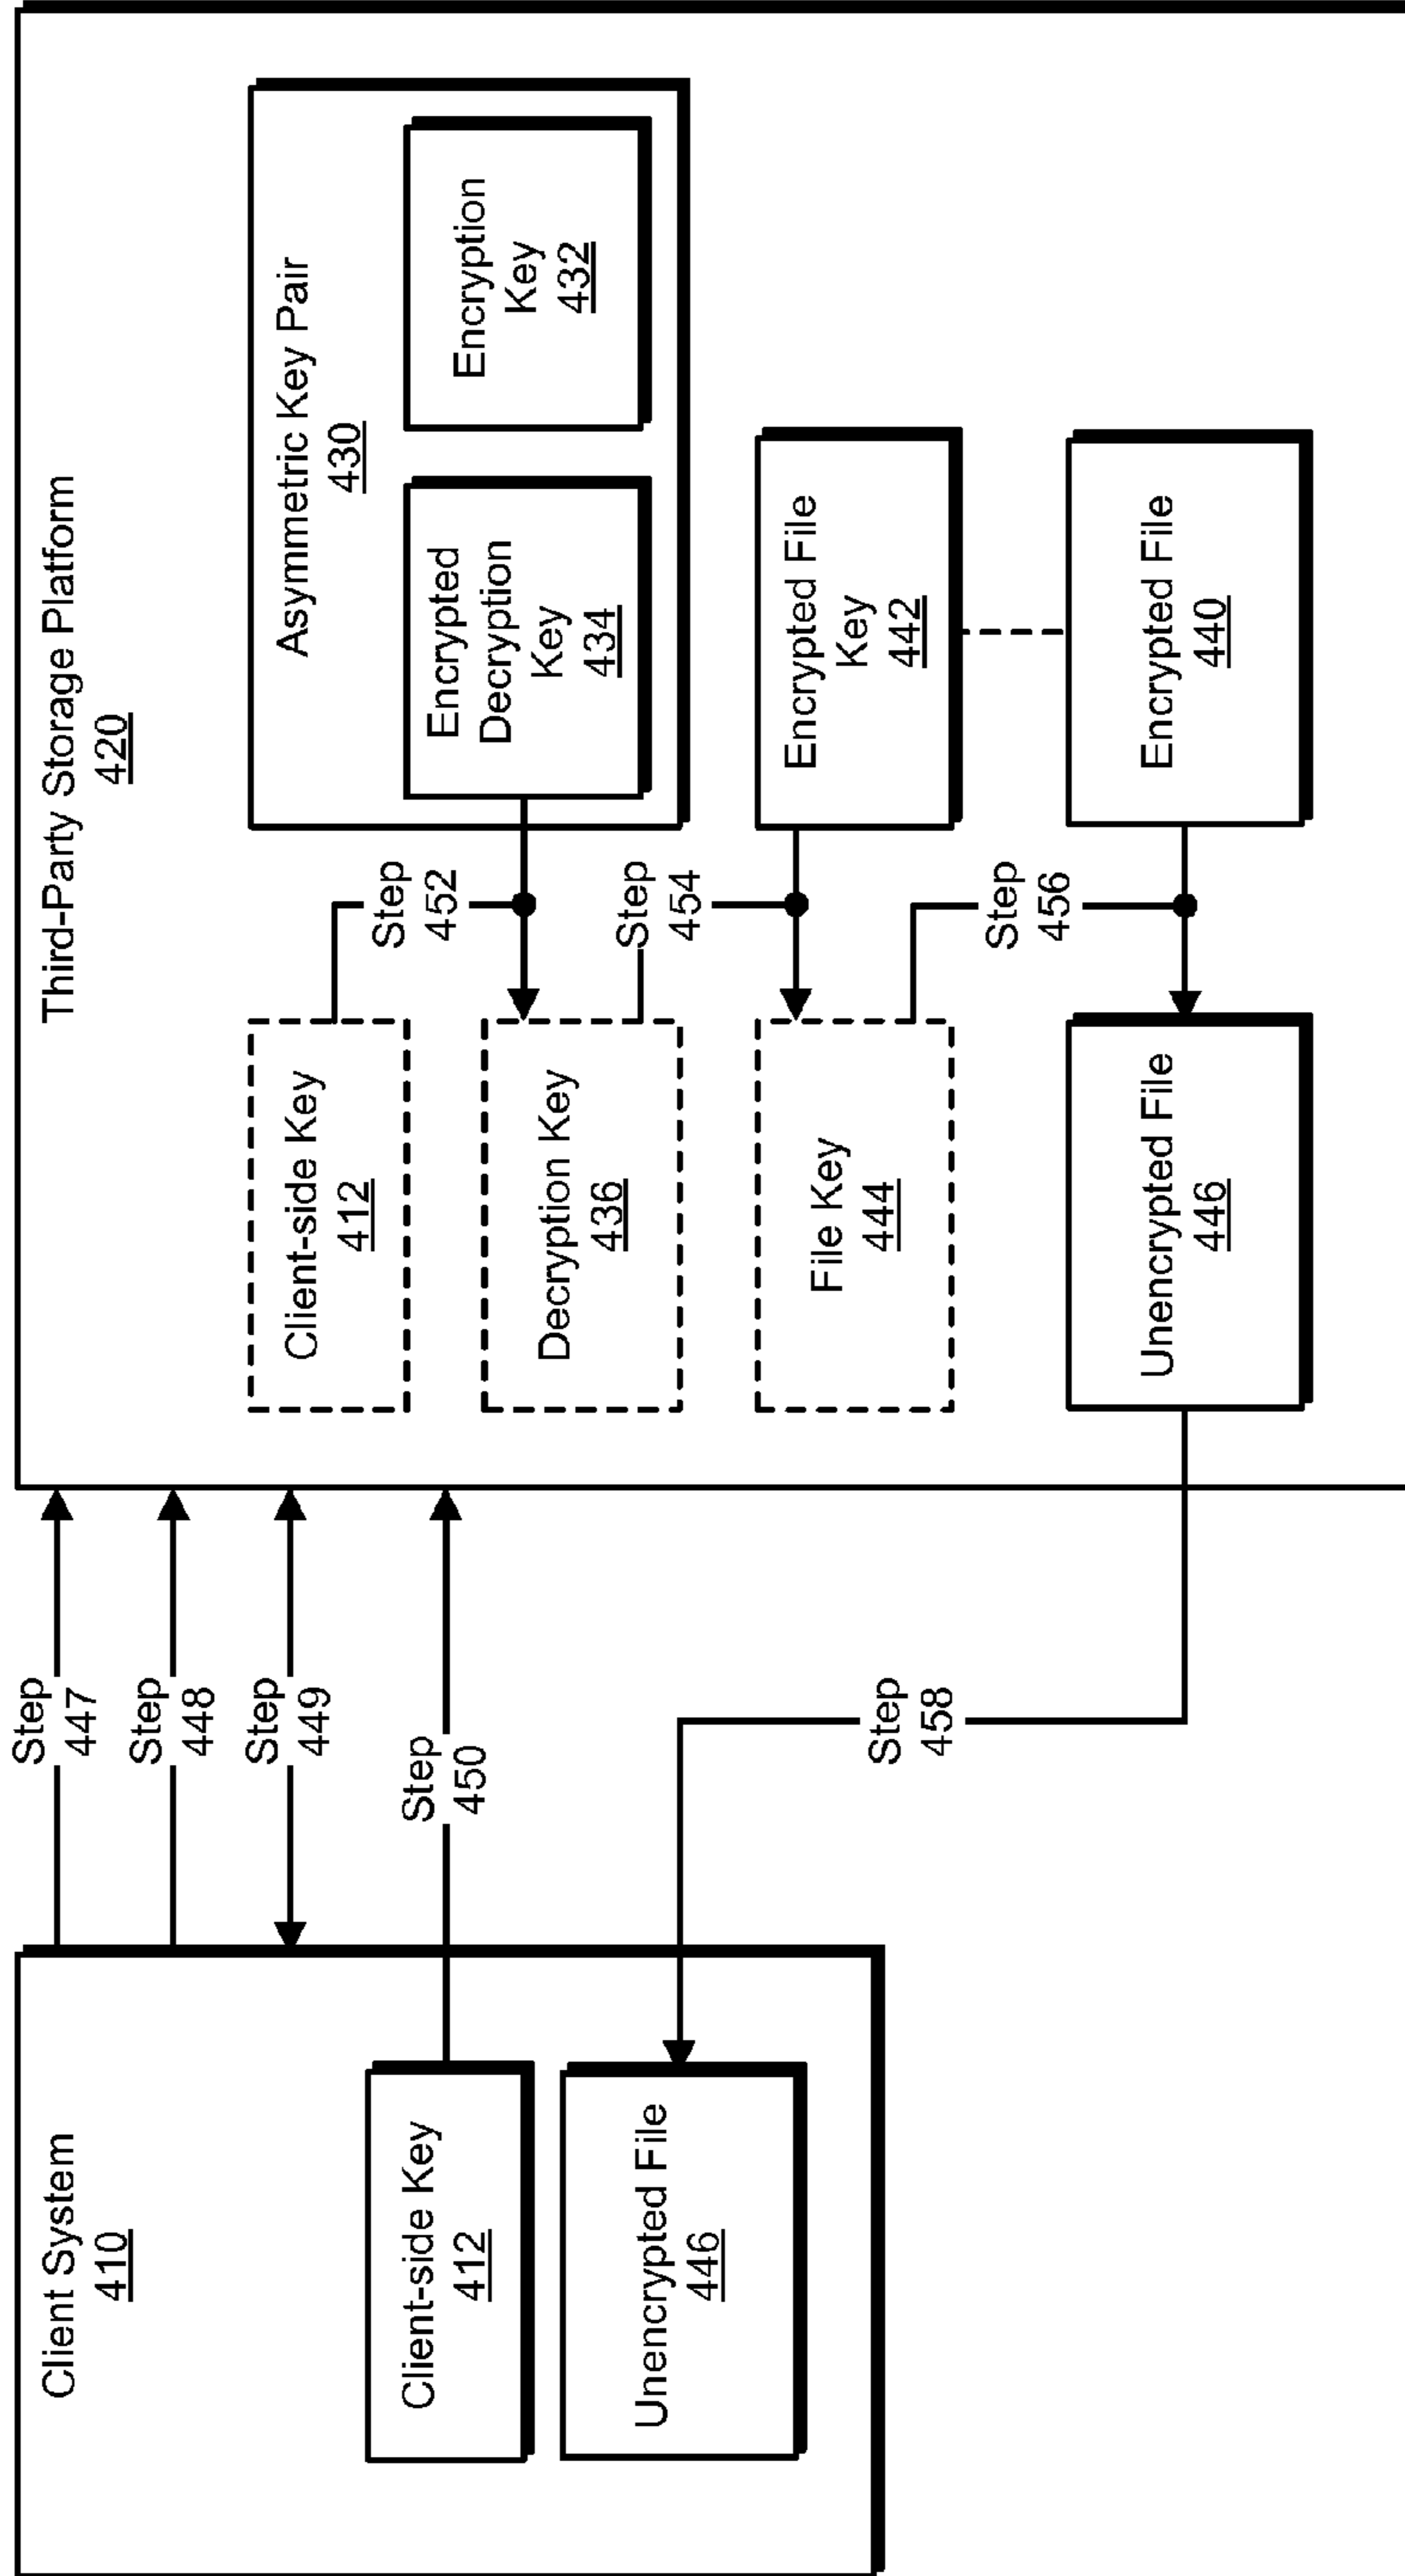 Client System
410
Client-side Key
412
Unencrypted File
446
Step
447
Step
448
Step
449
Step
450
Step
458
Third-Party Storage Platform
420
Client-side Key
412
Step
452
Asymmetric Key Pair
430
Encrypted
Decryption
Key
434
Encryption
Key
432
Decryption Key
436
Step
454
File Key
444
Encrypted File
Key
442
Step
456
Unencrypted File
446
Encrypted File
440